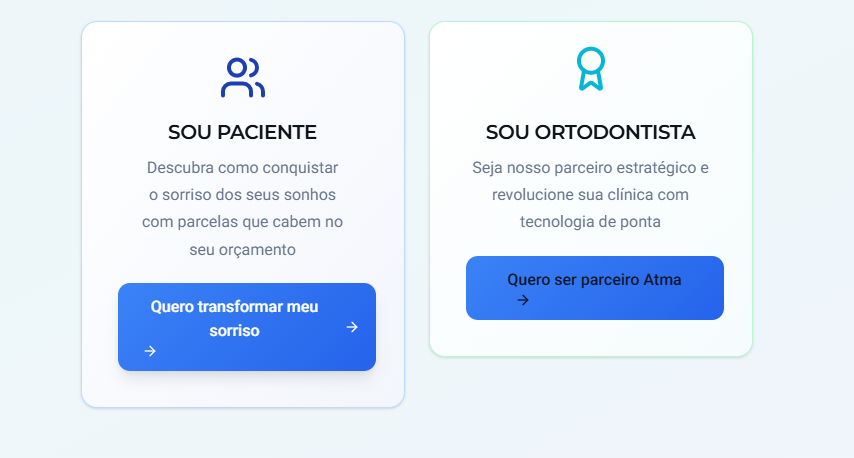 SOU PACIENTE
Descubra como conquistar
o sorriso dos seus sonhos
com parcelas que cabem no
seu orçamento
Quero transformar meu
sorriso
SOU ORTODONTISTA
Seja nosso parceiro estratégico e
revolucione sua clínica com
tecnologia de ponta
Quero ser parceiro Atma